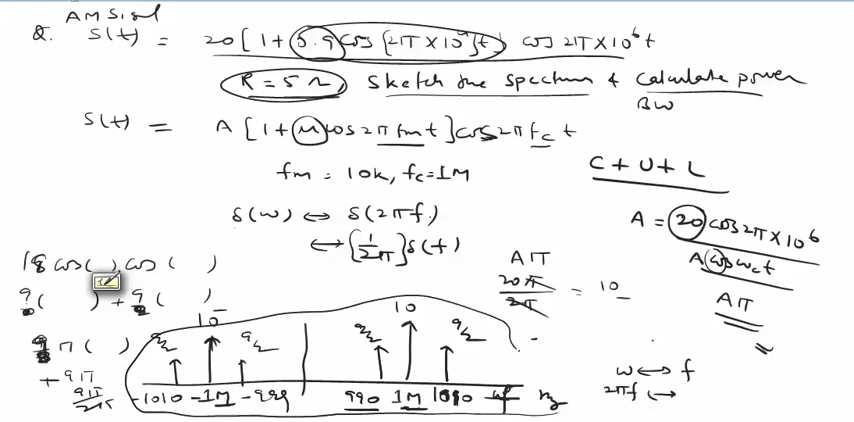 AM Signal
Q. S(t) = 20 [ 1 + 0.9 cos (2π × 10⁴)t ) cos 2π × 10⁶ t
R = 5 Ω, Sketch the spectrum & Calculate power
BW
S(t) = A [ 1 + μ cos 2π fm t ] cos 2π fc t
fm = 10k, fc = 1M
C + U + L
δ(ω) ↔ δ(2πf)
↔ {1/2π} δ(f)
A = 20 cos 2π × 10⁶
A cos ωc t
Aπ
18 cos( ) cos ( )
9 ( ) + 9 ( )
9 π ( )
+ 9π
9π/2π
Aπ
20π/2π = 10
9/2 10 9/2 9/2 10 9/2
-1010 -1M -999 990 1M 1010 Hz
ω ↔ f
2πf ↔